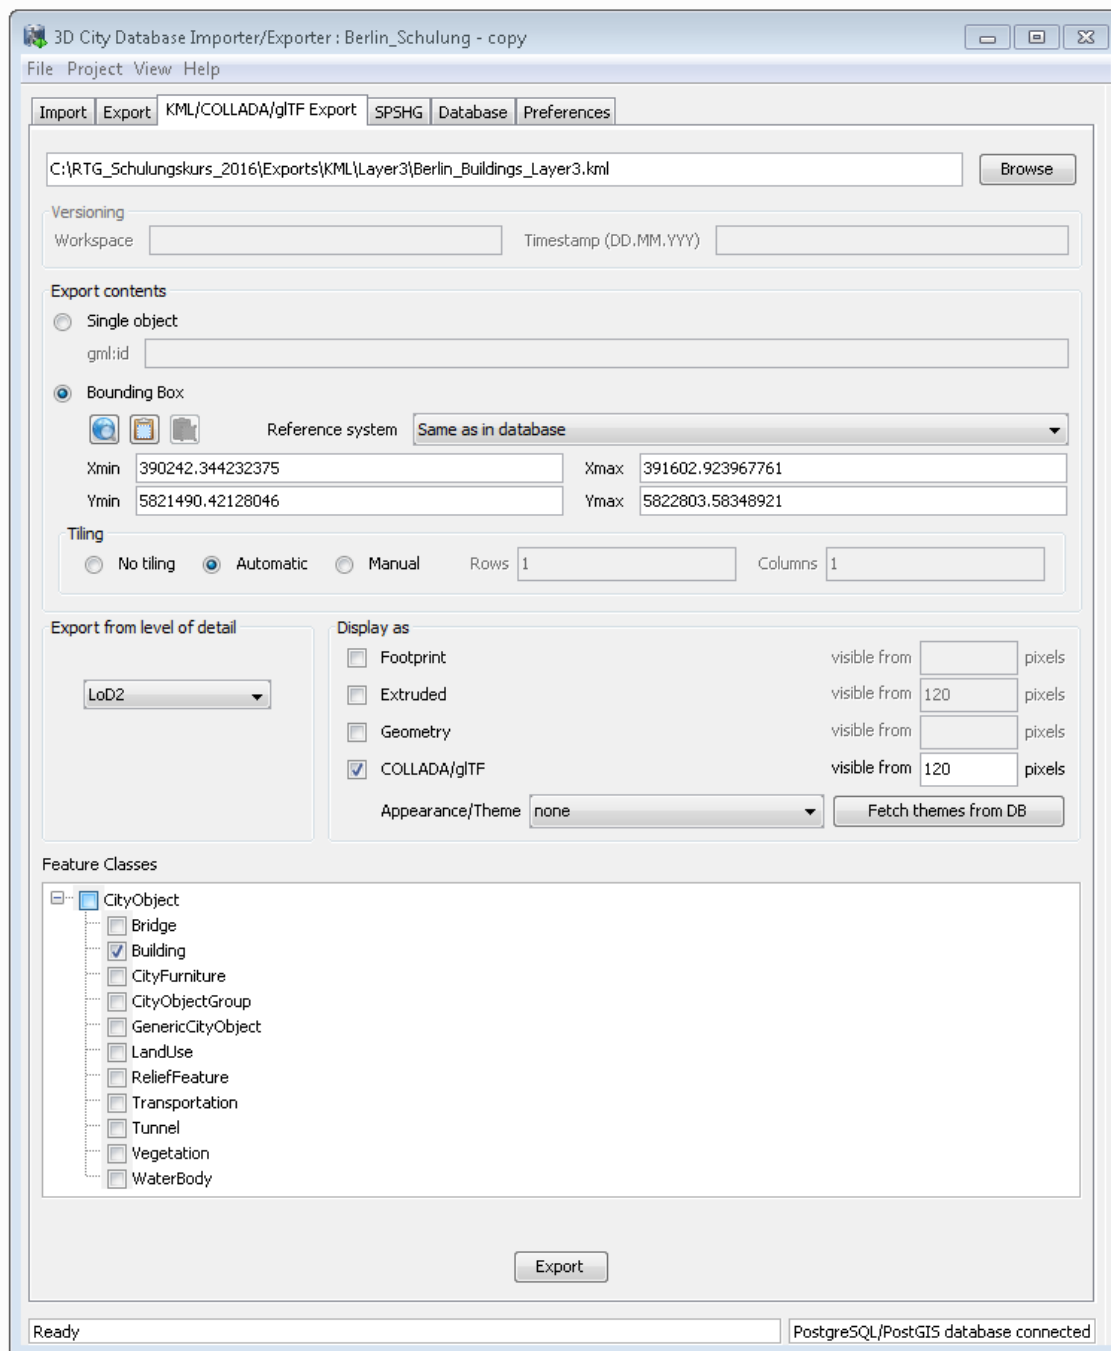 3D City Database Importer/Exporter : Berlin_Schulung - copy
File Project View Help
Import Export KML/COLLADA/glTF Export SPSHG Database Preferences
C:\RTG_Schulungskurs_2016\Exports\KML\Layer3\Berlin_Buildings_Layer3.kml Browse
Versioning
Workspace Timestamp (DD.MM.YYY)
Export contents
Single object
gml:id
Bounding Box
Reference system Same as in database
Xmin 390242.344232375 Xmax 391602.923967761
Ymin 5821490.42128046 Ymax 5822803.58348921
Tiling
No tiling Automatic Manual Rows 1 Columns 1
Export from level of detail Display as
Footprint visible from pixels
LoD2 Extruded visible from 120 pixels
Geometry visible from pixels
COLLADA/glTF visible from 120 pixels
Appearance/Theme none Fetch themes from DB
Feature Classes
CityObject
Bridge
Building
CityFurniture
CityObjectGroup
GenericCityObject
LandUse
ReliefFeature
Transportation
Tunnel
Vegetation
WaterBody
Export
Ready PostgreSQL/PostGIS database connected